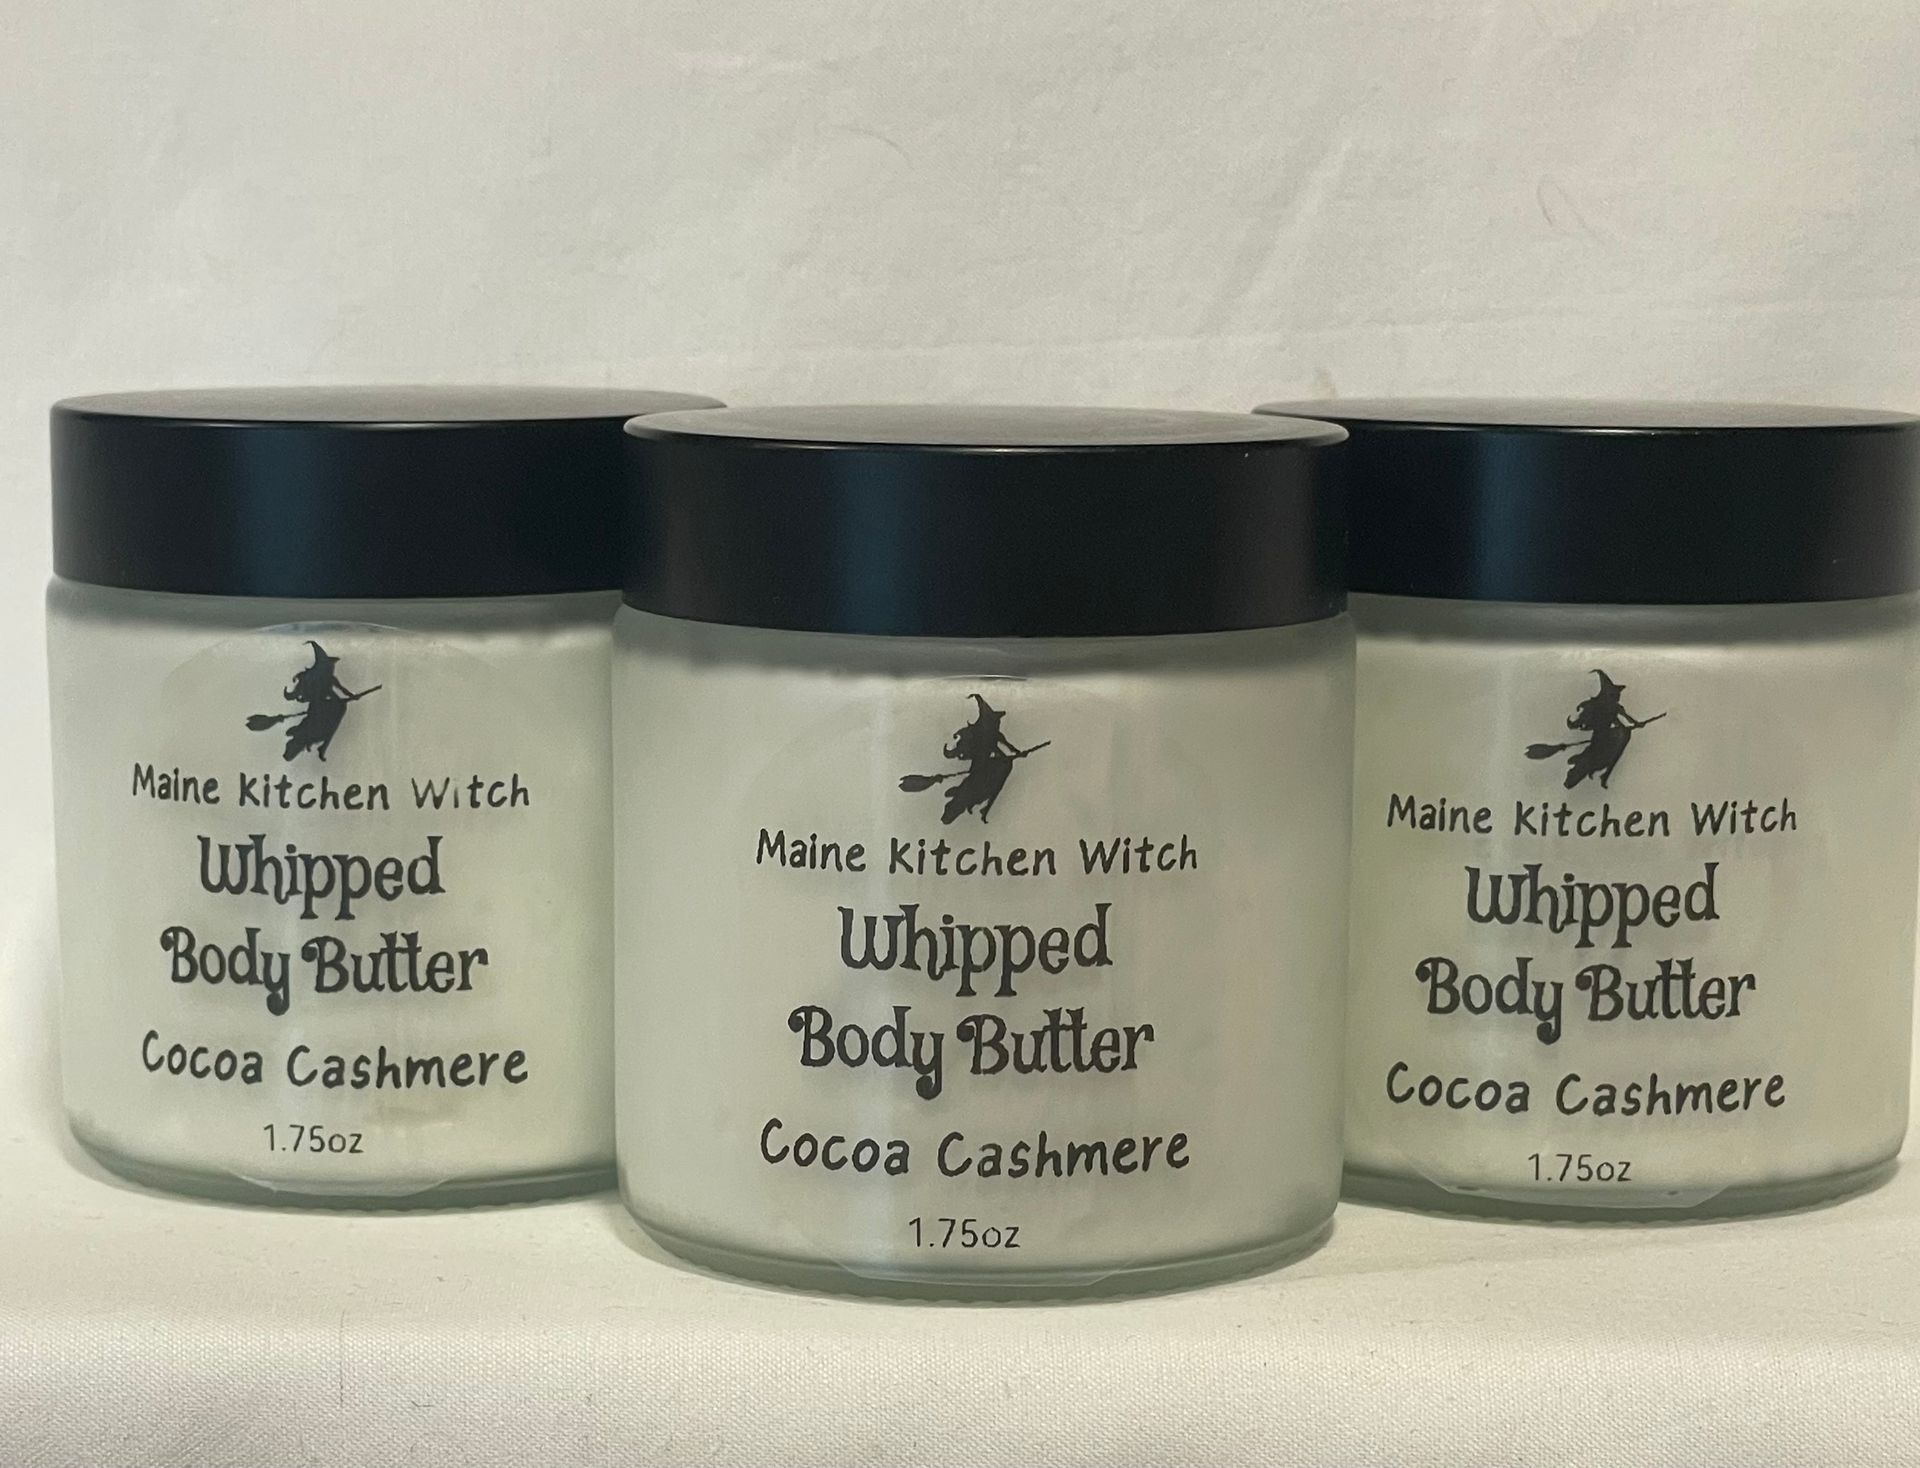 Maine Kitchen Witch
Whipped
Body Butter
Cocoa Cashmere
1.75oz
Maine Kitchen Witch
Whipped
Body Butter
Cocoa Cashmere
1.75oz
Maine Kitchen Witch
Whipped
Body Butter
Cocoa Cashmere
1.75oz